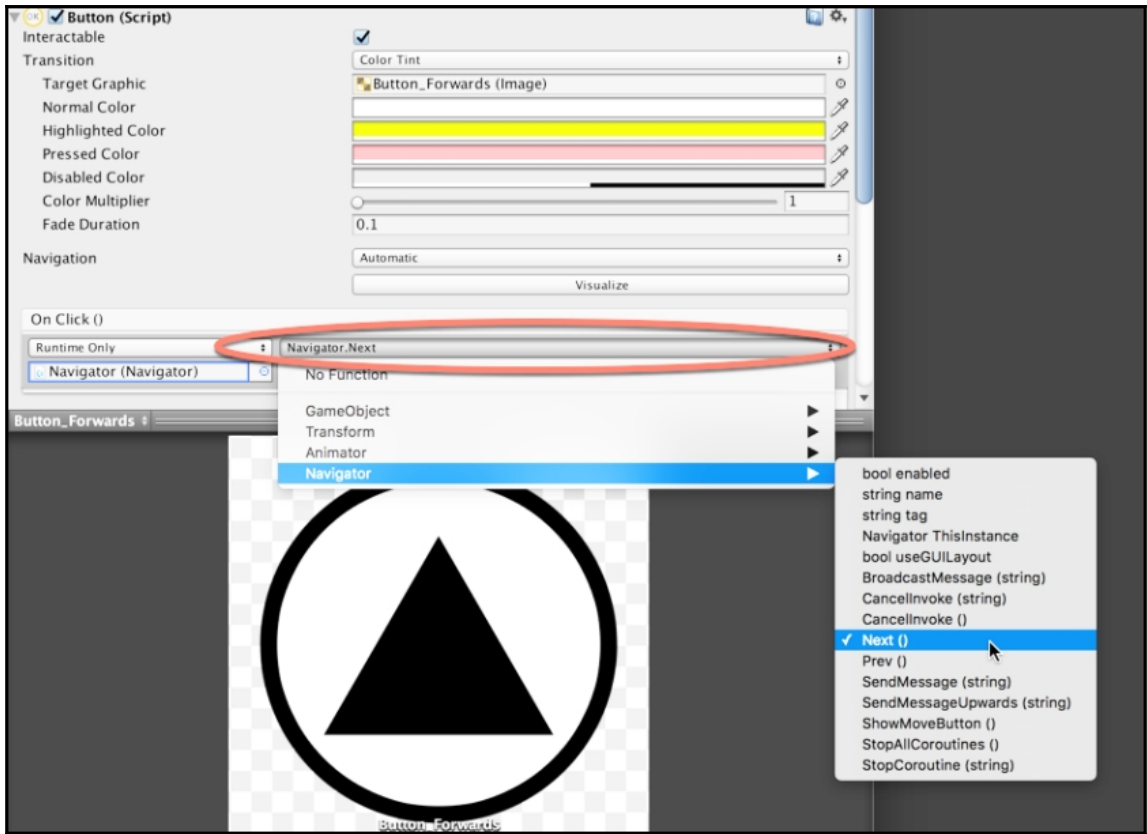 Button (Script)
Interactable
Transition
Color Tint
Target Graphic
Button_Forwards (Image)
Normal Color
Highlighted Color
Pressed Color
Disabled Color
Color Multiplier
1
Fade Duration
0.1
Navigation
Automatic
Visualize
On Click ()
Runtime Only
Navigator.Next
Navigator (Navigator)
No Function
GameObject
Transform
Animator
Navigator
Button_Forwards
bool enabled
string name
string tag
Navigator ThisInstance
bool useGUILayout
BroadcastMessage (string)
CancelInvoke (string)
CancelInvoke ()
Next ()
Prev ()
SendMessage (string)
SendMessageUpwards (string)
ShowMoveButton ()
StopAllCoroutines ()
StopCoroutine (string)
Button_Forwards